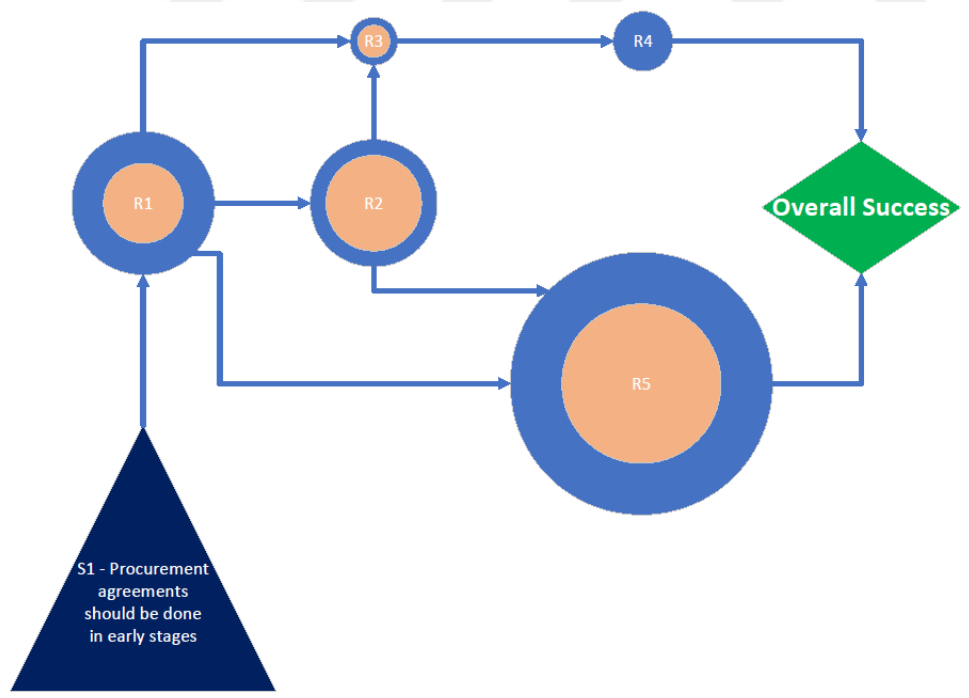 R3
R4
R1
R2
Overall Success
R5
S1 - Procurement
agreements
should be done
in early stages